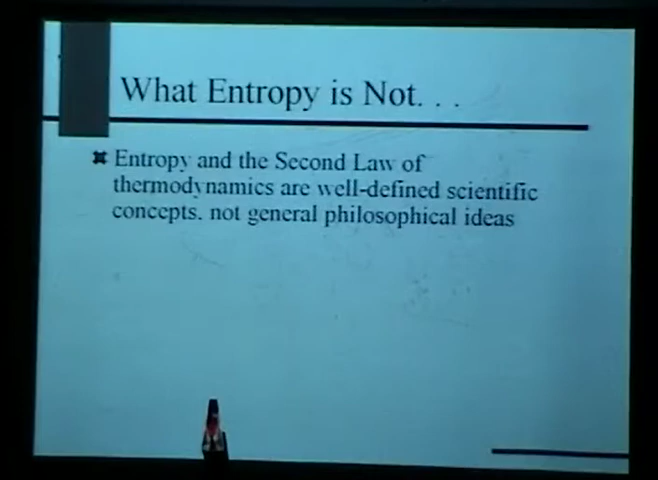 What Entropy is Not. . .
Entropy and the Second Law of
thermodynamics are well-defined scientific
concepts. not general philosophical ideas